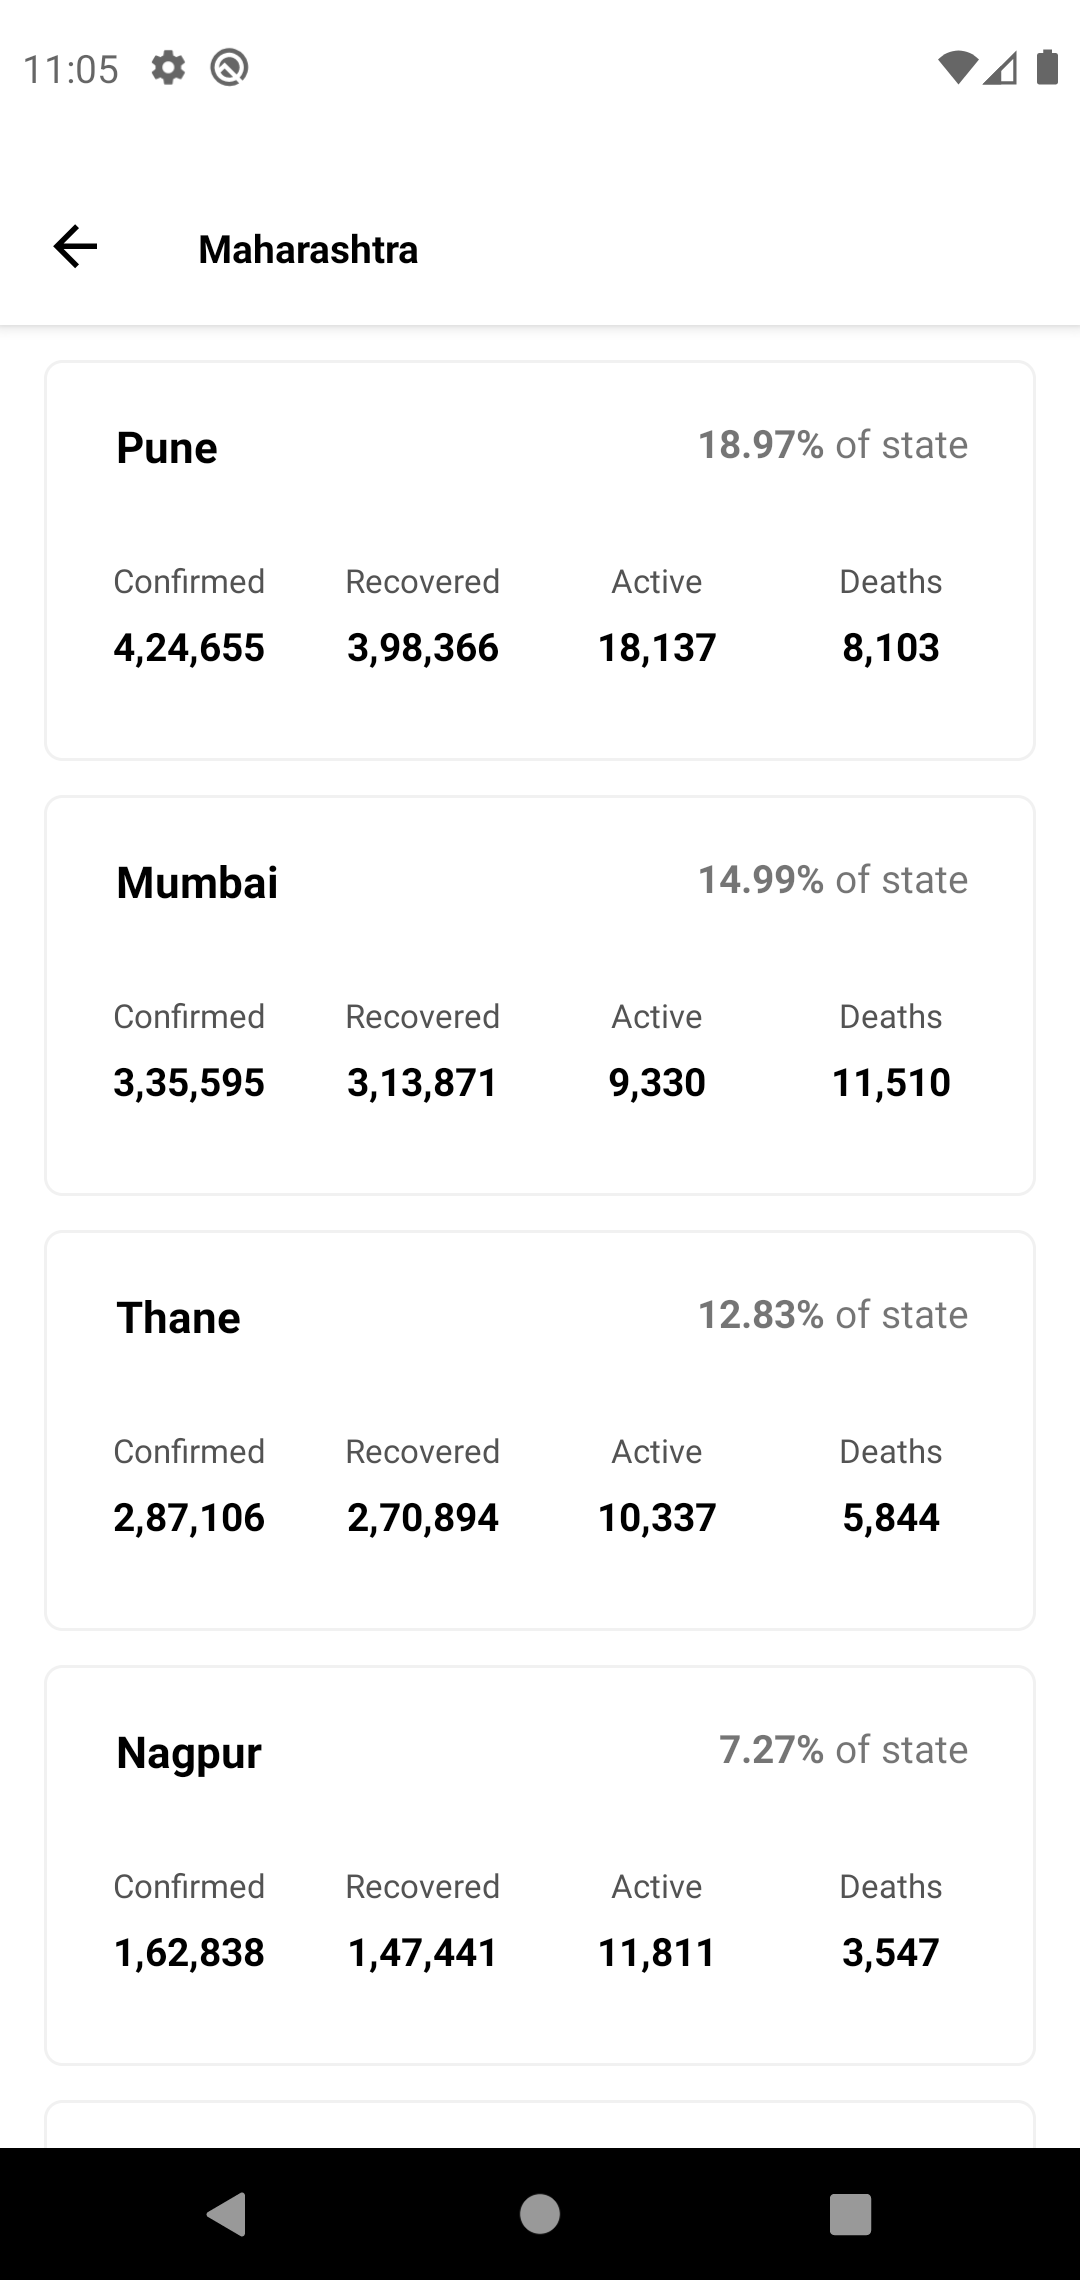 11:05
Maharashtra
Pune 18.97% of state
Confirmed Recovered Active Deaths
4,24,655 3,98,366 18,137 8,103
Mumbai 14.99% of state
Confirmed Recovered Active Deaths
3,35,595 3,13,871 9,330 11,510
Thane 12.83% of state
Confirmed Recovered Active Deaths
2,87,106 2,70,894 10,337 5,844
Nagpur 7.27% of state
Confirmed Recovered Active Deaths
1,62,838 1,47,441 11,811 3,547